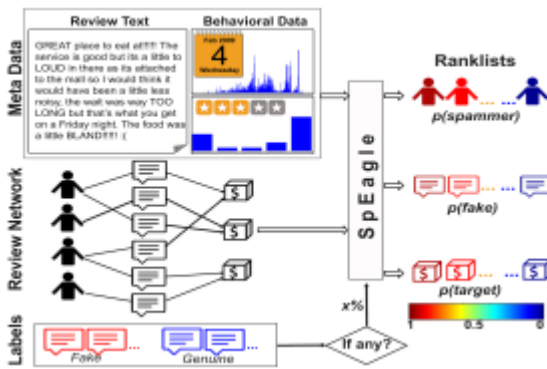 Review Text
Behavioral Data
Meta Data
GREAT place to eat at!!!!! The
service is good but its a little to
LOUD in there as its attached
to the mall so I would think it
would have been a little less
noisy, the wait was way TOO
LONG but that's what you get
on a Friday night. The food was
a little BLAND!!!!! :(
Feb 2006
4
Wednesday
Ranklists
p(spammer)
p(fake)
p(target)
1
0.5
0
SpEagle
Review Network
$
$
$
$
$
$
x%
If any?
Labels
Fake
Genuine